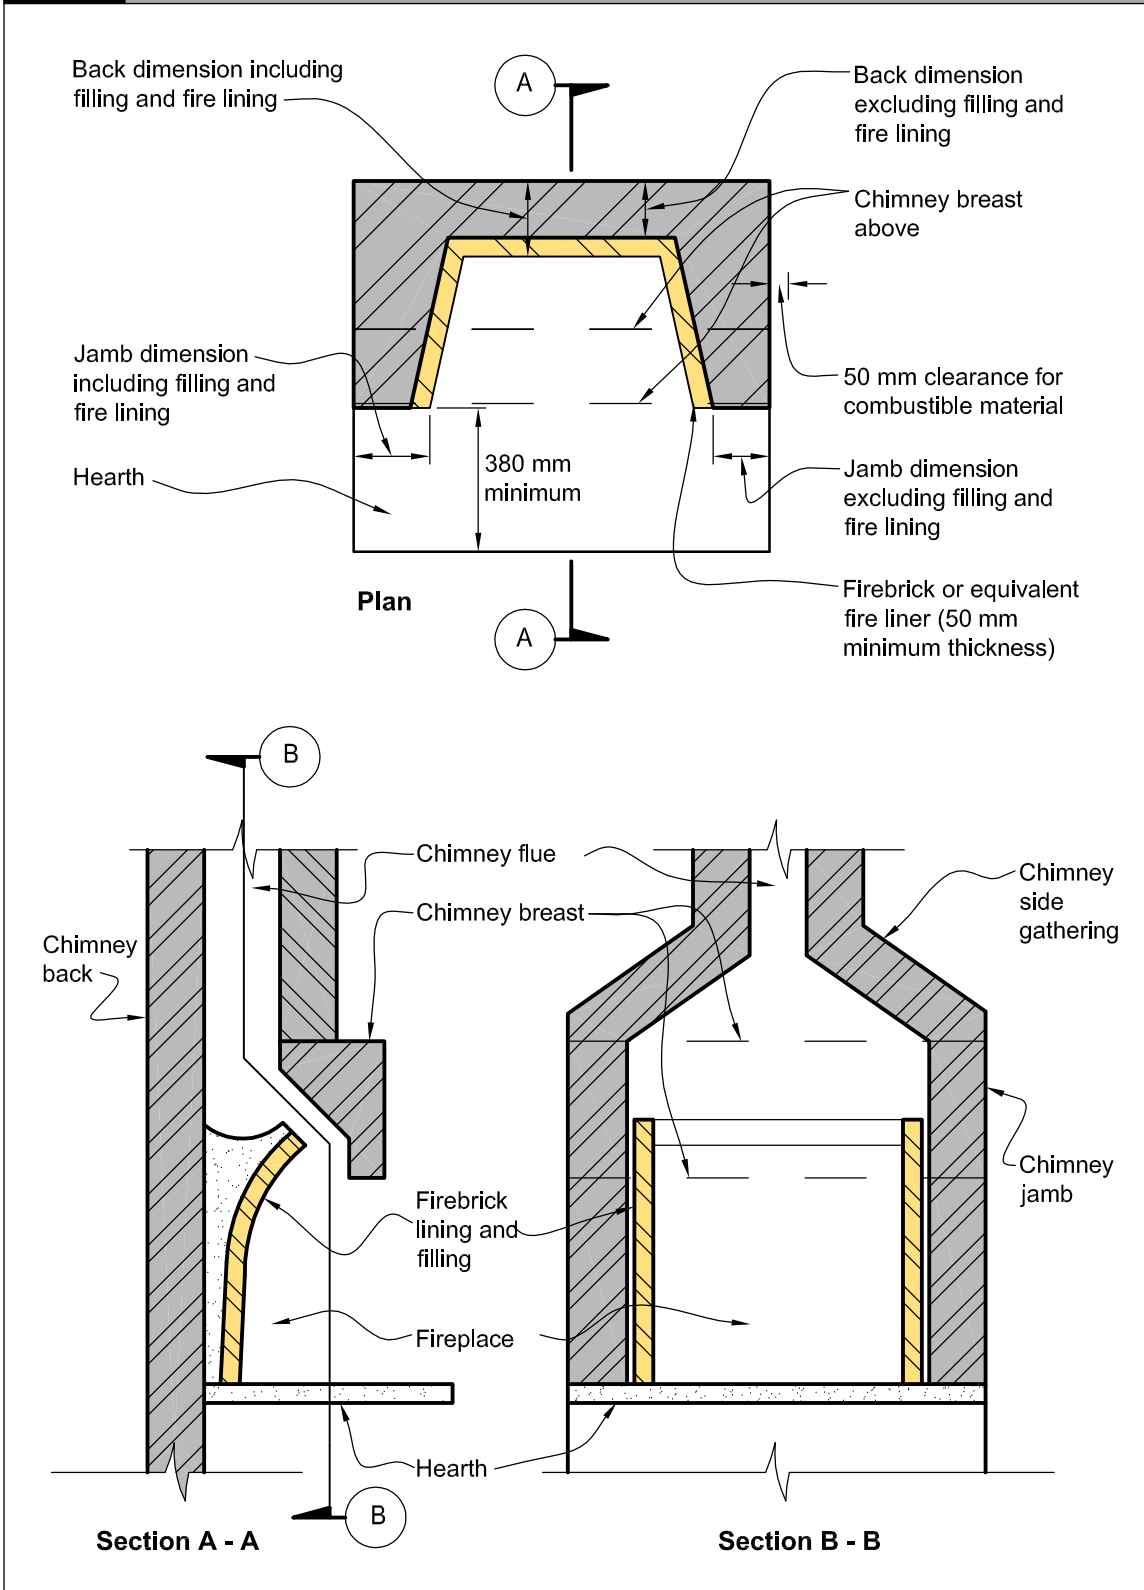 Back dimension including
filling and fire lining
A
Back dimension
excluding filling and
fire lining
Chimney breast
above
Jamb dimension
including filling and
fire lining
50 mm clearance for
combustible material
Hearth
380 mm
minimum
Jamb dimension
excluding filling and
fire lining
Plan
A
Firebrick or equivalent
fire liner (50 mm
minimum thickness)
B
Chimney flue
Chimney breast
Chimney
side
gathering
Chimney
back
Firebrick
lining and
filling
Chimney
jamb
Fireplace
Hearth
B
Section A - A
Section B - B